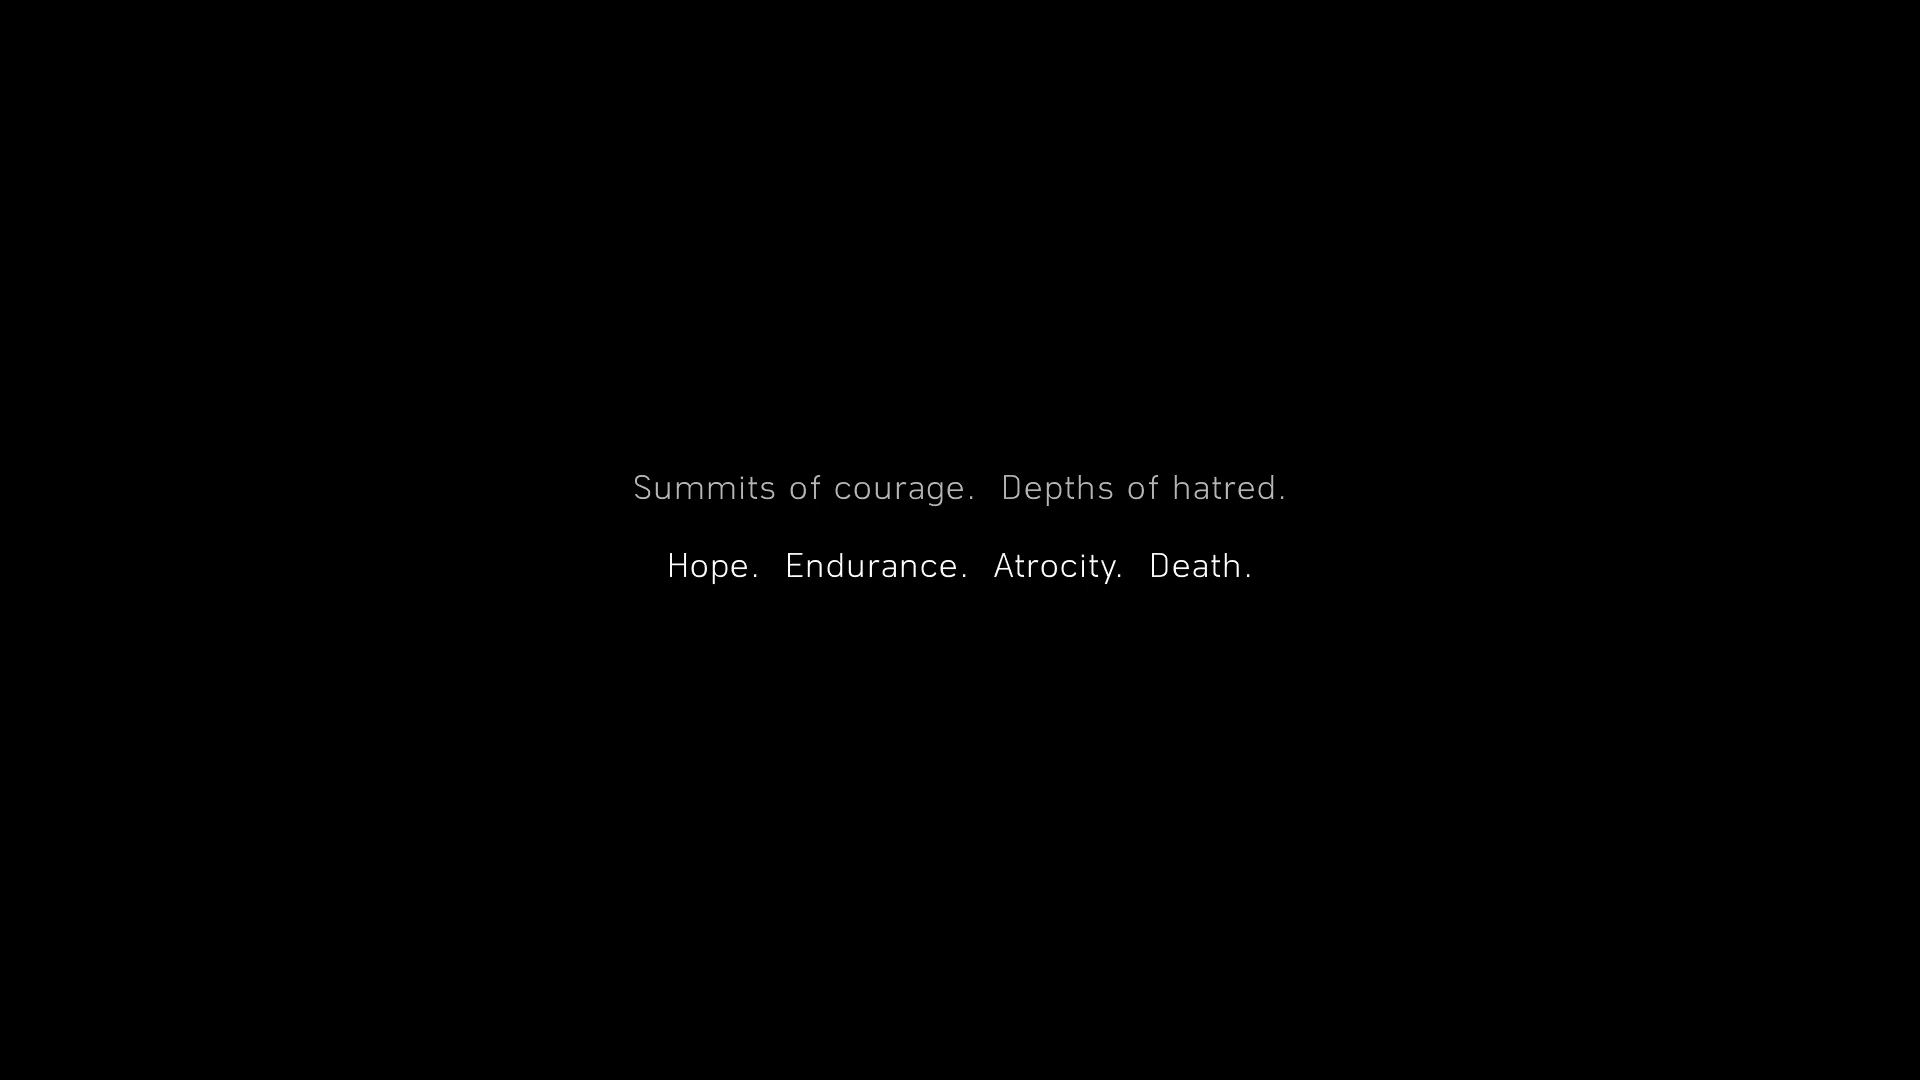 Summits of courage.  Depths of hatred.
Hope.  Endurance.  Atrocity.  Death.